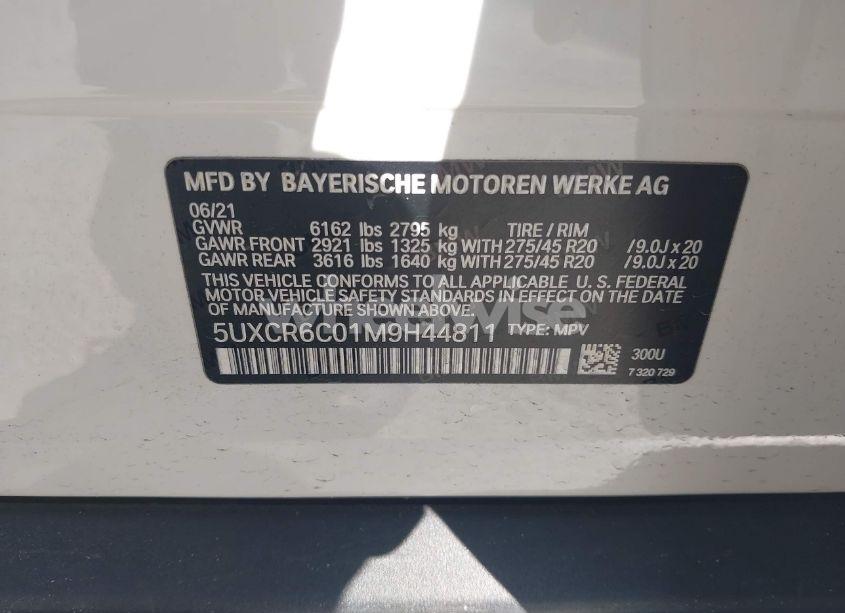 MFD BY BAYERISCHE MOTOREN WERKE AG
06/21
GVWR 6162 lbs 2795 kg TIRE / RIM
GAWR FRONT 2921 lbs 1325 kg WITH 275/45 R20 /9.0J x 20
GAWR REAR 3616 lbs 1640 kg WITH 275/45 R20 /9.0J x 20
THIS VEHICLE CONFORMS TO ALL APPLICABLE U. S. FEDERAL
MOTOR VEHICLE SAFETY STANDARDS IN EFFECT ON THE DATE
OF MANUFACTURE SHOWN ABOVE.
5UXCR6C01M9H44811 TYPE: MPV
300U
7 320 729